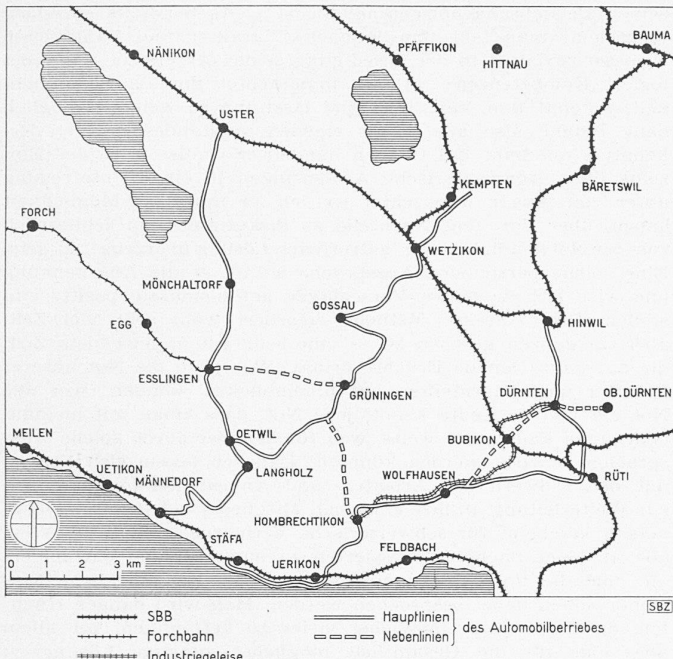 NÄNIKON
PFÄFFIKON
HITTNAU
BAUMA
USTER
BÄRETSWIL
KEMPTEN
FORCH
WETZIKON
MÖNCHALTORF
GOSSAU
EGG
HINWIL
ESSLINGEN
GRÜNINGEN
DÜRNTEN
OB. DÜRNTEN
MEILEN
OETWIL
BUBIKON
UETIKON
LANGHOLZ
MÄNNEDORF
WOLFHAUSEN
RÜTI
HOMBRECHTIKON
STÄFA
FELDBACH
UERIKON
0 1 2 3 km
SBZ
SBB
Forchbahn
Industriegeleise
Hauptlinien
Nebenlinien
des Automobilbetriebes